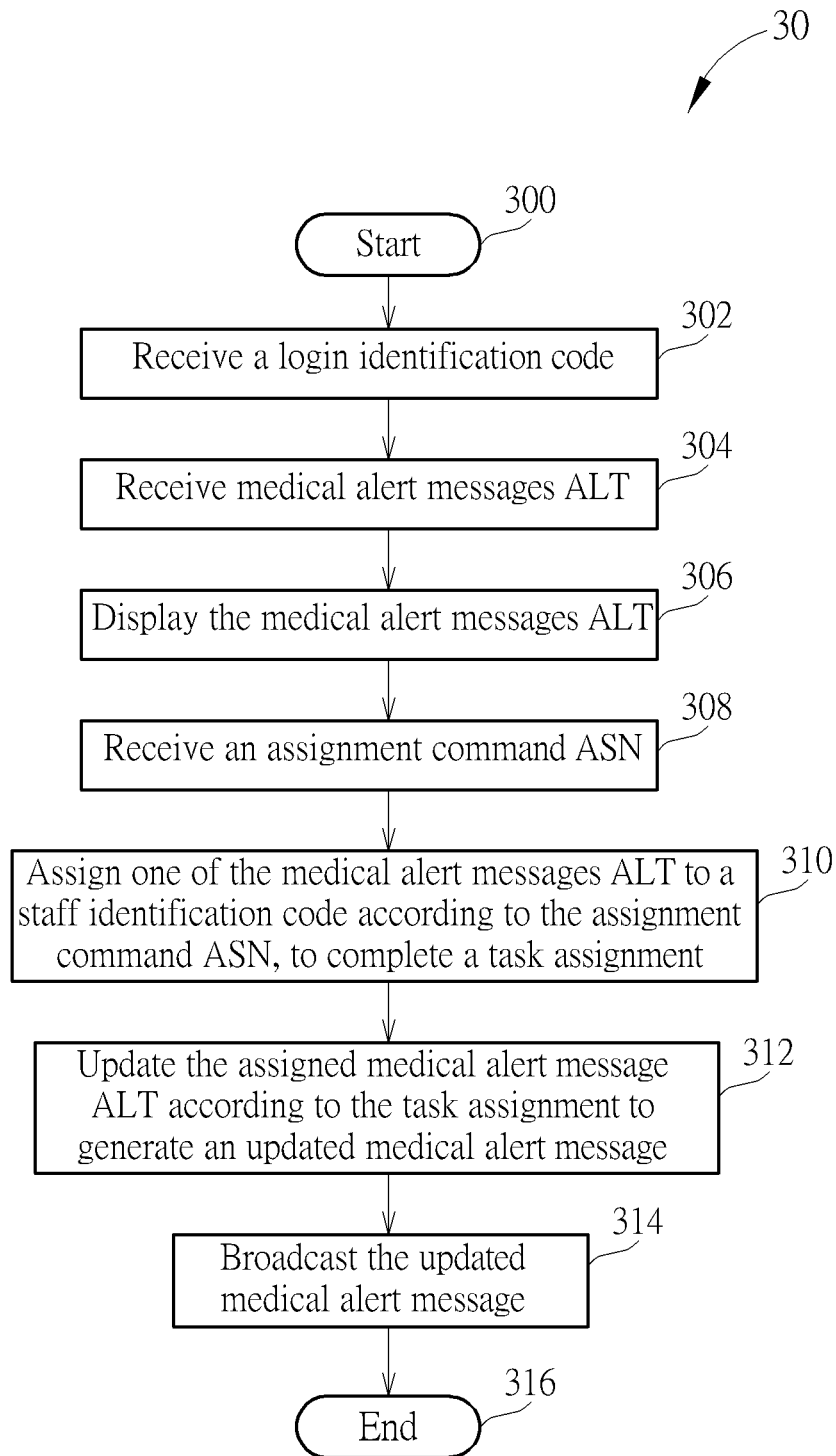 30
300
Start
302
Receive a login identification code
304
Receive medical alert messages ALT
306
Display the medical alert messages ALT
308
Receive an assignment command ASN
310
Assign one of the medical alert messages ALT to a
staff identification code according to the assignment
command ASN, to complete a task assignment
312
Update the assigned medical alert message
ALT according to the task assignment to
generate an updated medical alert message
314
Broadcast the updated
medical alert message
316
End